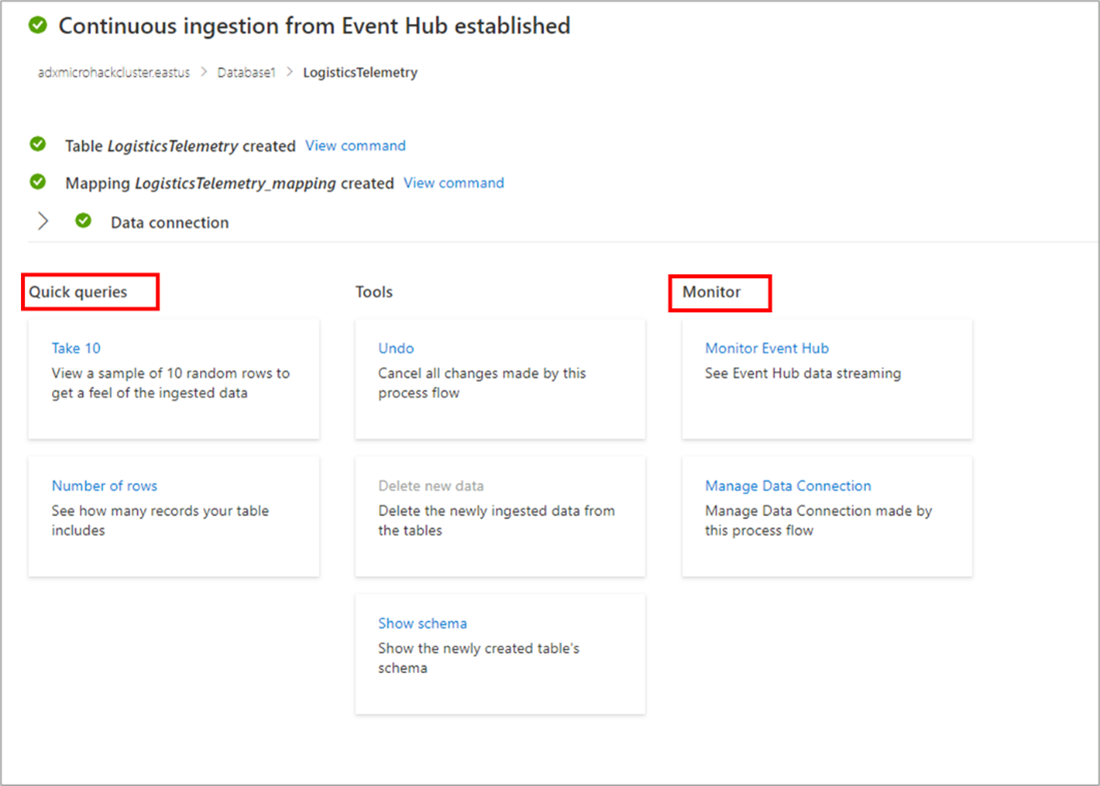 Continuous ingestion from Event Hub established
adxmicrohackcluster.eastus > Database1 > LogisticsTelemetry
Table LogisticsTelemetry created View command
Mapping LogisticsTelemetry_mapping created View command
Data connection
Quick queries
Take 10
View a sample of 10 random rows to
get a feel of the ingested data
Number of rows
See how many records your table
includes
Tools
Undo
Cancel all changes made by this
process flow
Delete new data
Delete the newly ingested data from
the tables
Show schema
Show the newly created table's
schema
Monitor
Monitor Event Hub
See Event Hub data streaming
Manage Data Connection
Manage Data Connection made by
this process flow